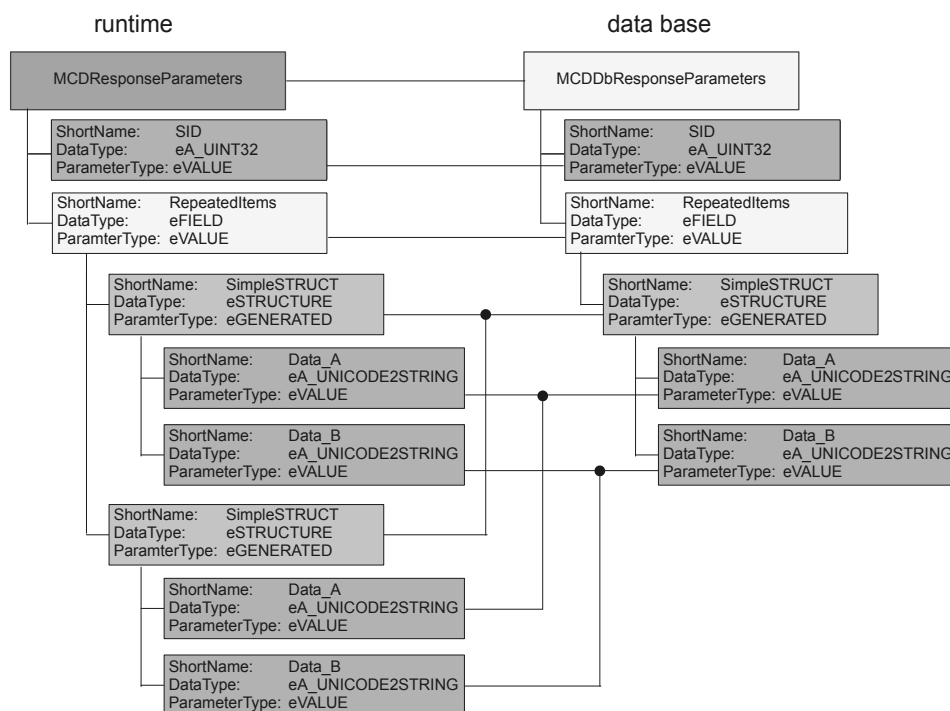 runtime
data base
MCDResponseParameters
MCDDbResponseParameters
ShortName: SID
DataType: eA_UINT32
ParameterType: eVALUE
ShortName: SID
DataType: eA_UINT32
ParameterType: eVALUE
ShortName: RepeatedItems
DataType: eFIELD
ParamterType: eVALUE
ShortName: RepeatedItems
DataType: eFIELD
ParamterType: eVALUE
ShortName: SimpleSTRUCT
DataType: eSTRUCTURE
ParamterType: eGENERATED
ShortName: SimpleSTRUCT
DataType: eSTRUCTURE
ParamterType: eGENERATED
ShortName: Data_A
DataType: eA_UNICODE2STRING
ParameterType: eVALUE
ShortName: Data_A
DataType: eA_UNICODE2STRING
ParameterType: eVALUE
ShortName: Data_B
DataType: eA_UNICODE2STRING
ParameterType: eVALUE
ShortName: Data_B
DataType: eA_UNICODE2STRING
ParameterType: eVALUE
ShortName: SimpleSTRUCT
DataType: eSTRUCTURE
ParamterType: eGENERATED
ShortName: Data_A
DataType: eA_UNICODE2STRING
ParameterType: eVALUE
ShortName: Data_B
DataType: eA_UNICODE2STRING
ParameterType: eVALUE